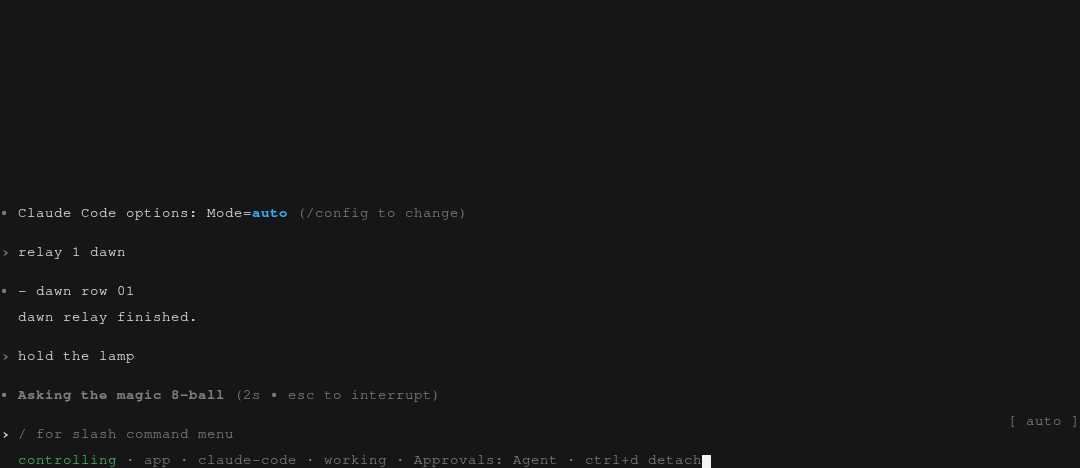 • Claude Code options: Mode=auto (/config to change)
› relay 1 dawn
• - dawn row 01
dawn relay finished.
› hold the lamp
• Asking the magic 8-ball (2s • esc to interrupt)
[ auto ]
› / for slash command menu
controlling · app · claude-code · working · Approvals: Agent · ctrl+d detach